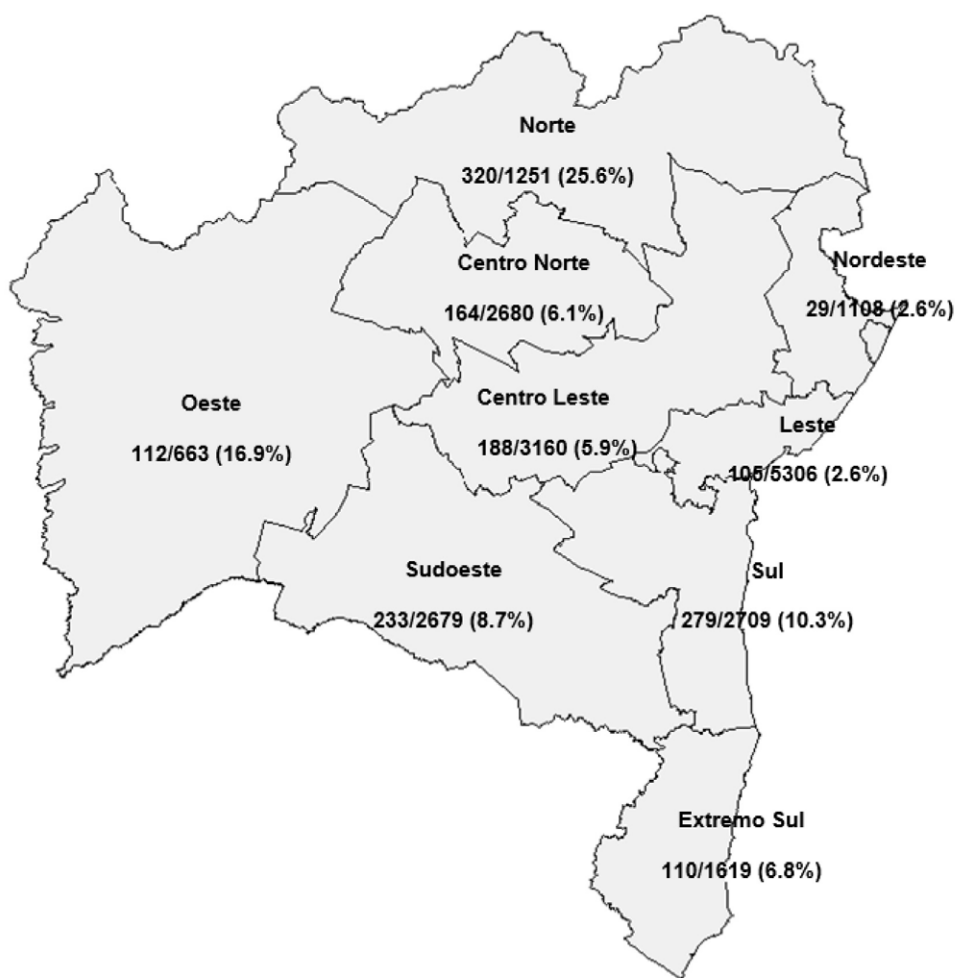 Norte
320/1251 (25.6%)
Centro Norte
164/2680 (6.1%)
Nordeste
29/1108 (2.6%)
Oeste
112/663 (16.9%)
Centro Leste
188/3160 (5.9%)
Leste
105/5306 (2.6%)
Sudoeste
233/2679 (8.7%)
Sul
279/2709 (10.3%)
Extremo Sul
110/1619 (6.8%)